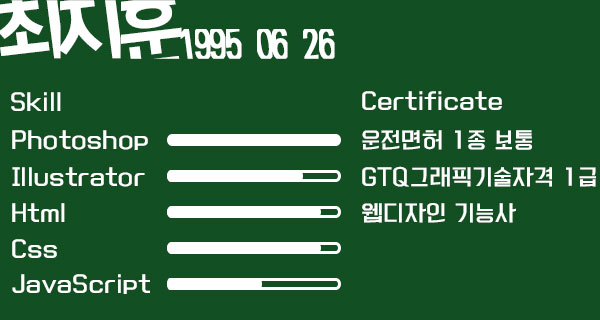 최지훈 1995 06 26
Skill
Photoshop
Illustrator
Html
Css
JavaScript
Certificate
운전면허 1종 보통
GTQ그래픽기술자격 1급
웹디자인 기능사